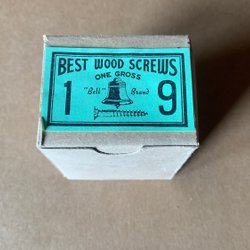 BEST WOOD SCREWS
ONE GROSS
"Bell" Brand
1 9